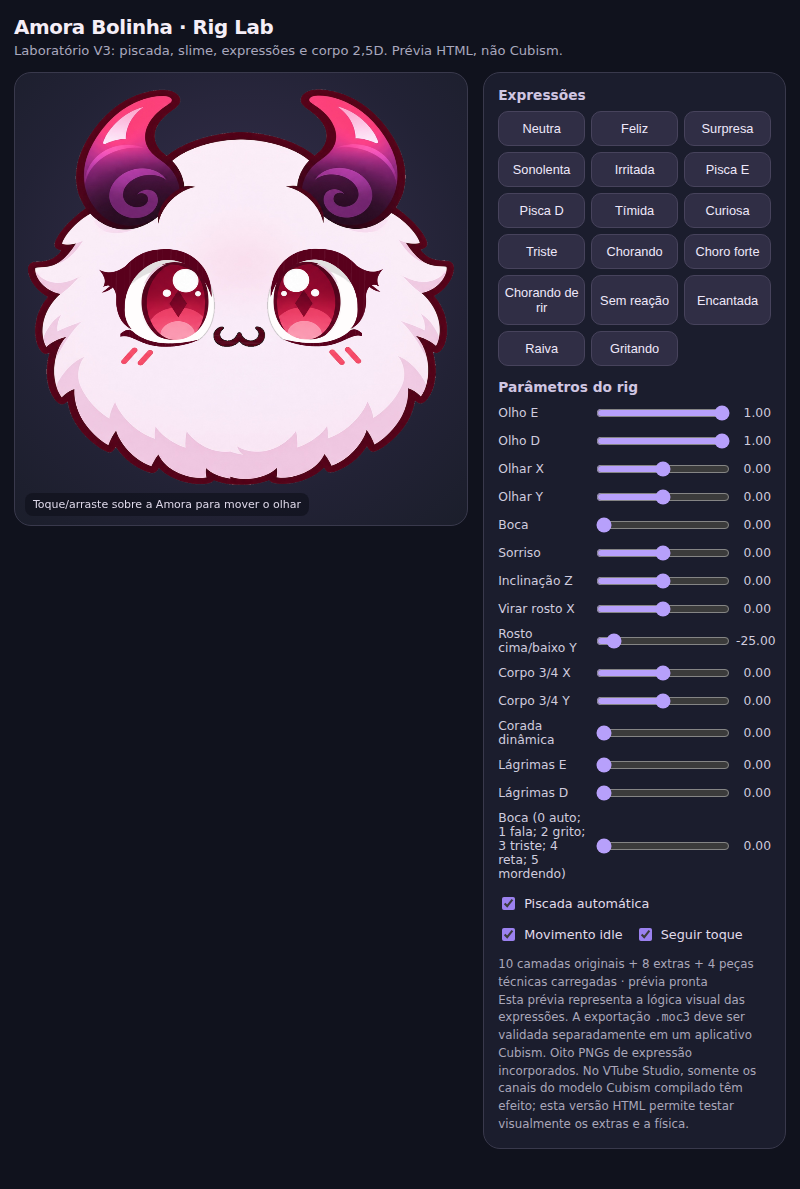 Amora Bolinha · Rig Lab
Laboratório V3: piscada, slime, expressões e corpo 2,5D. Prévia HTML, não Cubism.
Toque/arraste sobre a Amora para mover o olhar
Expressões
Neutra
Feliz
Surpresa
Sonolenta
Irritada
Pisca E
Pisca D
Tímida
Curiosa
Triste
Chorando
Choro forte
Chorando de
rir
Sem reação
Encantada
Raiva
Gritando
Parâmetros do rig
Olho E 1.00
Olho D 1.00
Olhar X 0.00
Olhar Y 0.00
Boca 0.00
Sorriso 0.00
Inclinação Z 0.00
Virar rosto X 0.00
Rosto
cima/baixo Y -25.00
Corpo 3/4 X 0.00
Corpo 3/4 Y 0.00
Corada
dinâmica 0.00
Lágrimas E 0.00
Lágrimas D 0.00
Boca (0 auto;
1 fala; 2 grito;
3 triste; 4
reta; 5
mordendo) 0.00
Piscada automática
Movimento idle Seguir toque
10 camadas originais + 8 extras + 4 peças
técnicas carregadas · prévia pronta
Esta prévia representa a lógica visual das
expressões. A exportação .moc3 deve ser
validada separadamente em um aplicativo
Cubism. Oito PNGs de expressão
incorporados. No VTube Studio, somente os
canais do modelo Cubism compilado têm
efeito; esta versão HTML permite testar
visualmente os extras e a física.